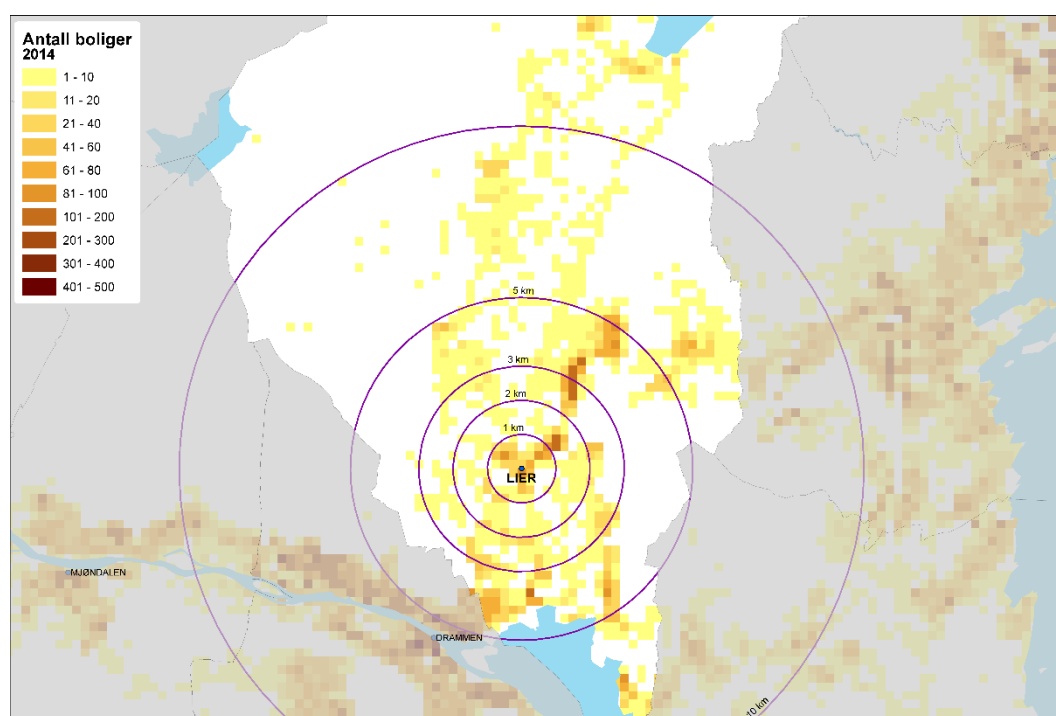 Antall boliger
2014
1 - 10
11 - 20
21 - 40
41 - 60
61 - 80
81 - 100
101 - 200
201 - 300
301 - 400
401 - 500
5 km
3 km
2 km
1 km
LIER
MJØNDALEN
DRAMMEN
10 km